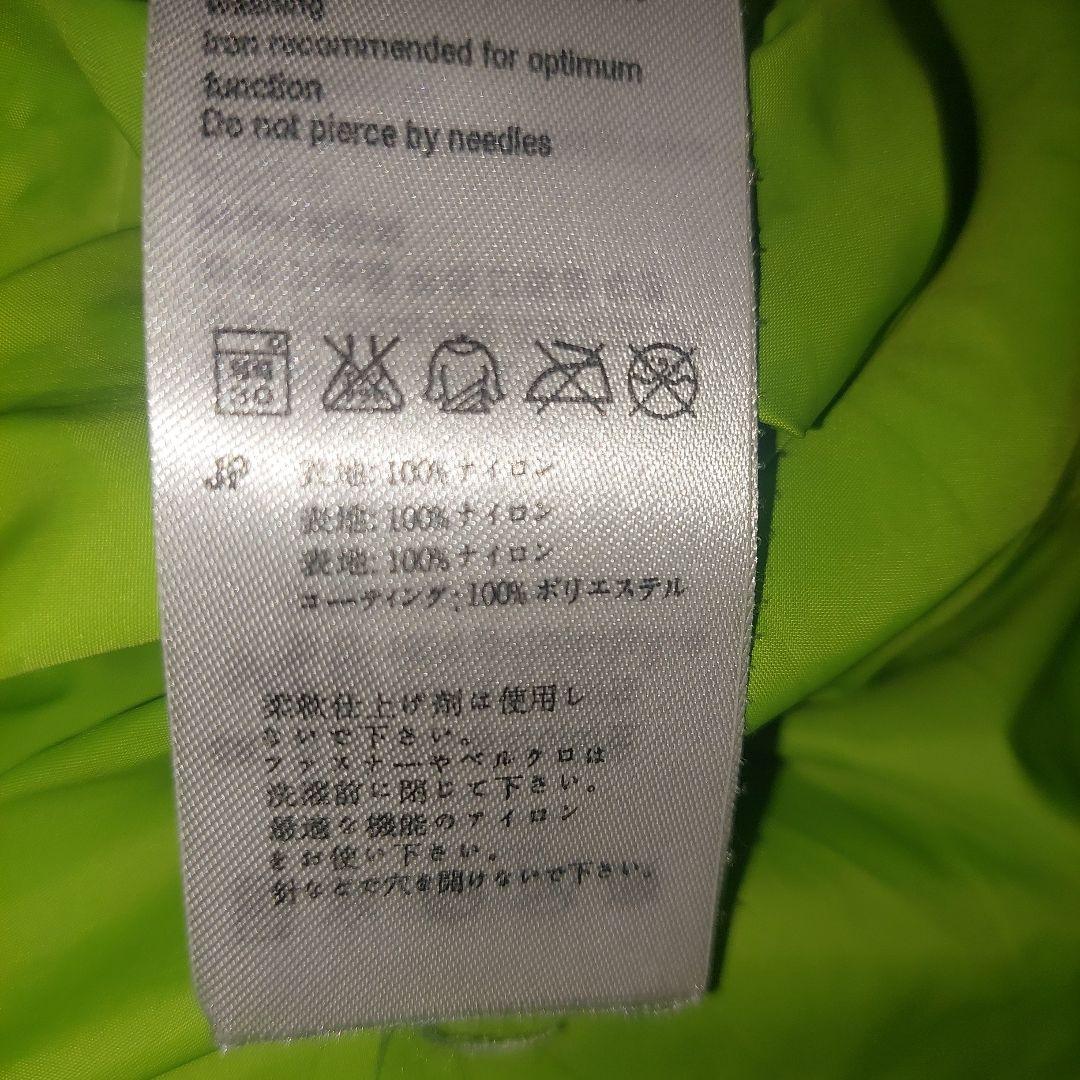 washing
Iron recommended for optimum
function
Do not pierce by needles
30
JP 表地: 100% ナイロン
表地: 100% ナイロン
表地: 100% ナイロン
コーティング: 100% ポリエステル
柔軟仕上げ剤は使用し
ないで下さい。
ファスナーやベルクロは
洗濯前に閉じて下さい。
最適な機能のアイロン
をお使い下さい。
針などで穴を開けないで下さい。